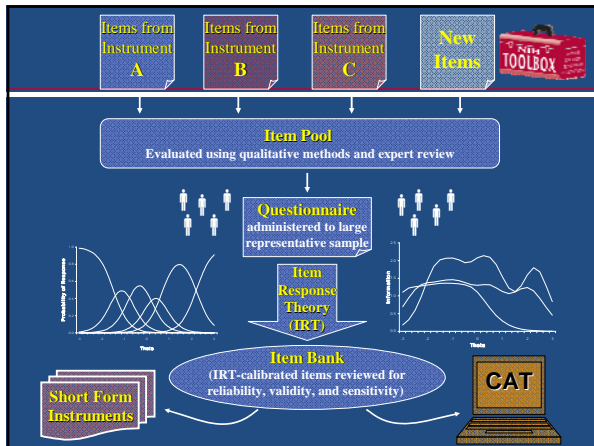 Items from
Instrument
A
Items from
Instrument
B
Items from
Instrument
C
New
Items
NIH
TOOLBOX
Item Pool
Evaluated using qualitative methods and expert review
Questionnaire
administered to large
representative sample
Probability of Response
Theta
Item
Response
Theory
(IRT)
Information
Theta
Item Bank
(IRT-calibrated items reviewed for
reliability, validity, and sensitivity)
Short Form
Instruments
CAT